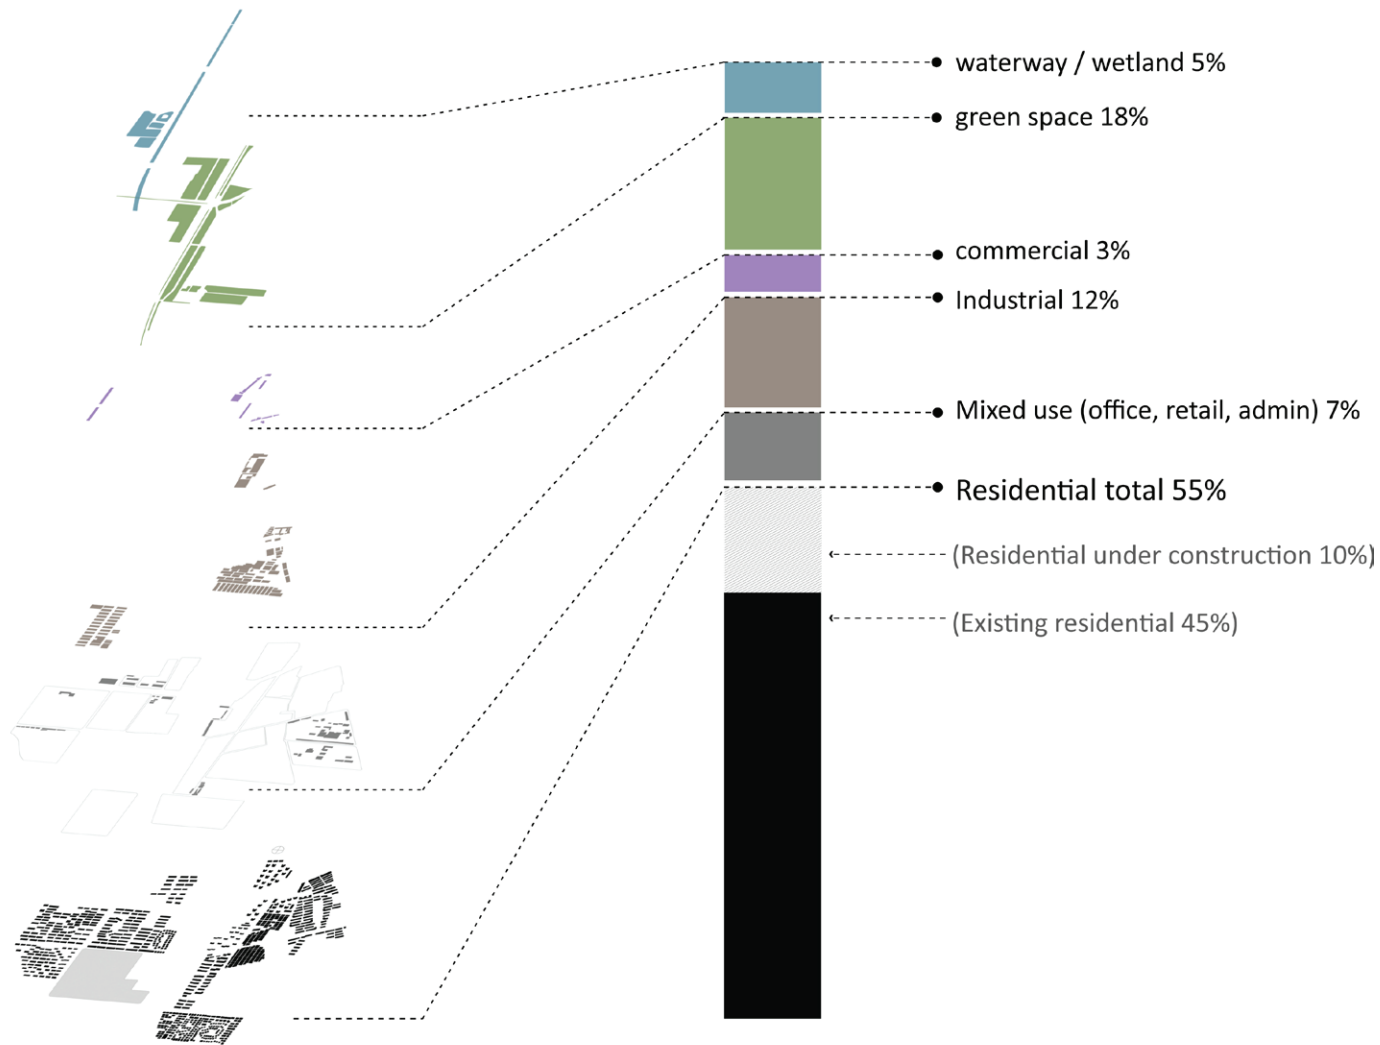 waterway / wetland 5%
green space 18%
commercial 3%
Industrial 12%
Mixed use (office, retail, admin) 7%
Residential total 55%
(Residential under construction 10%)
(Existing residential 45%)